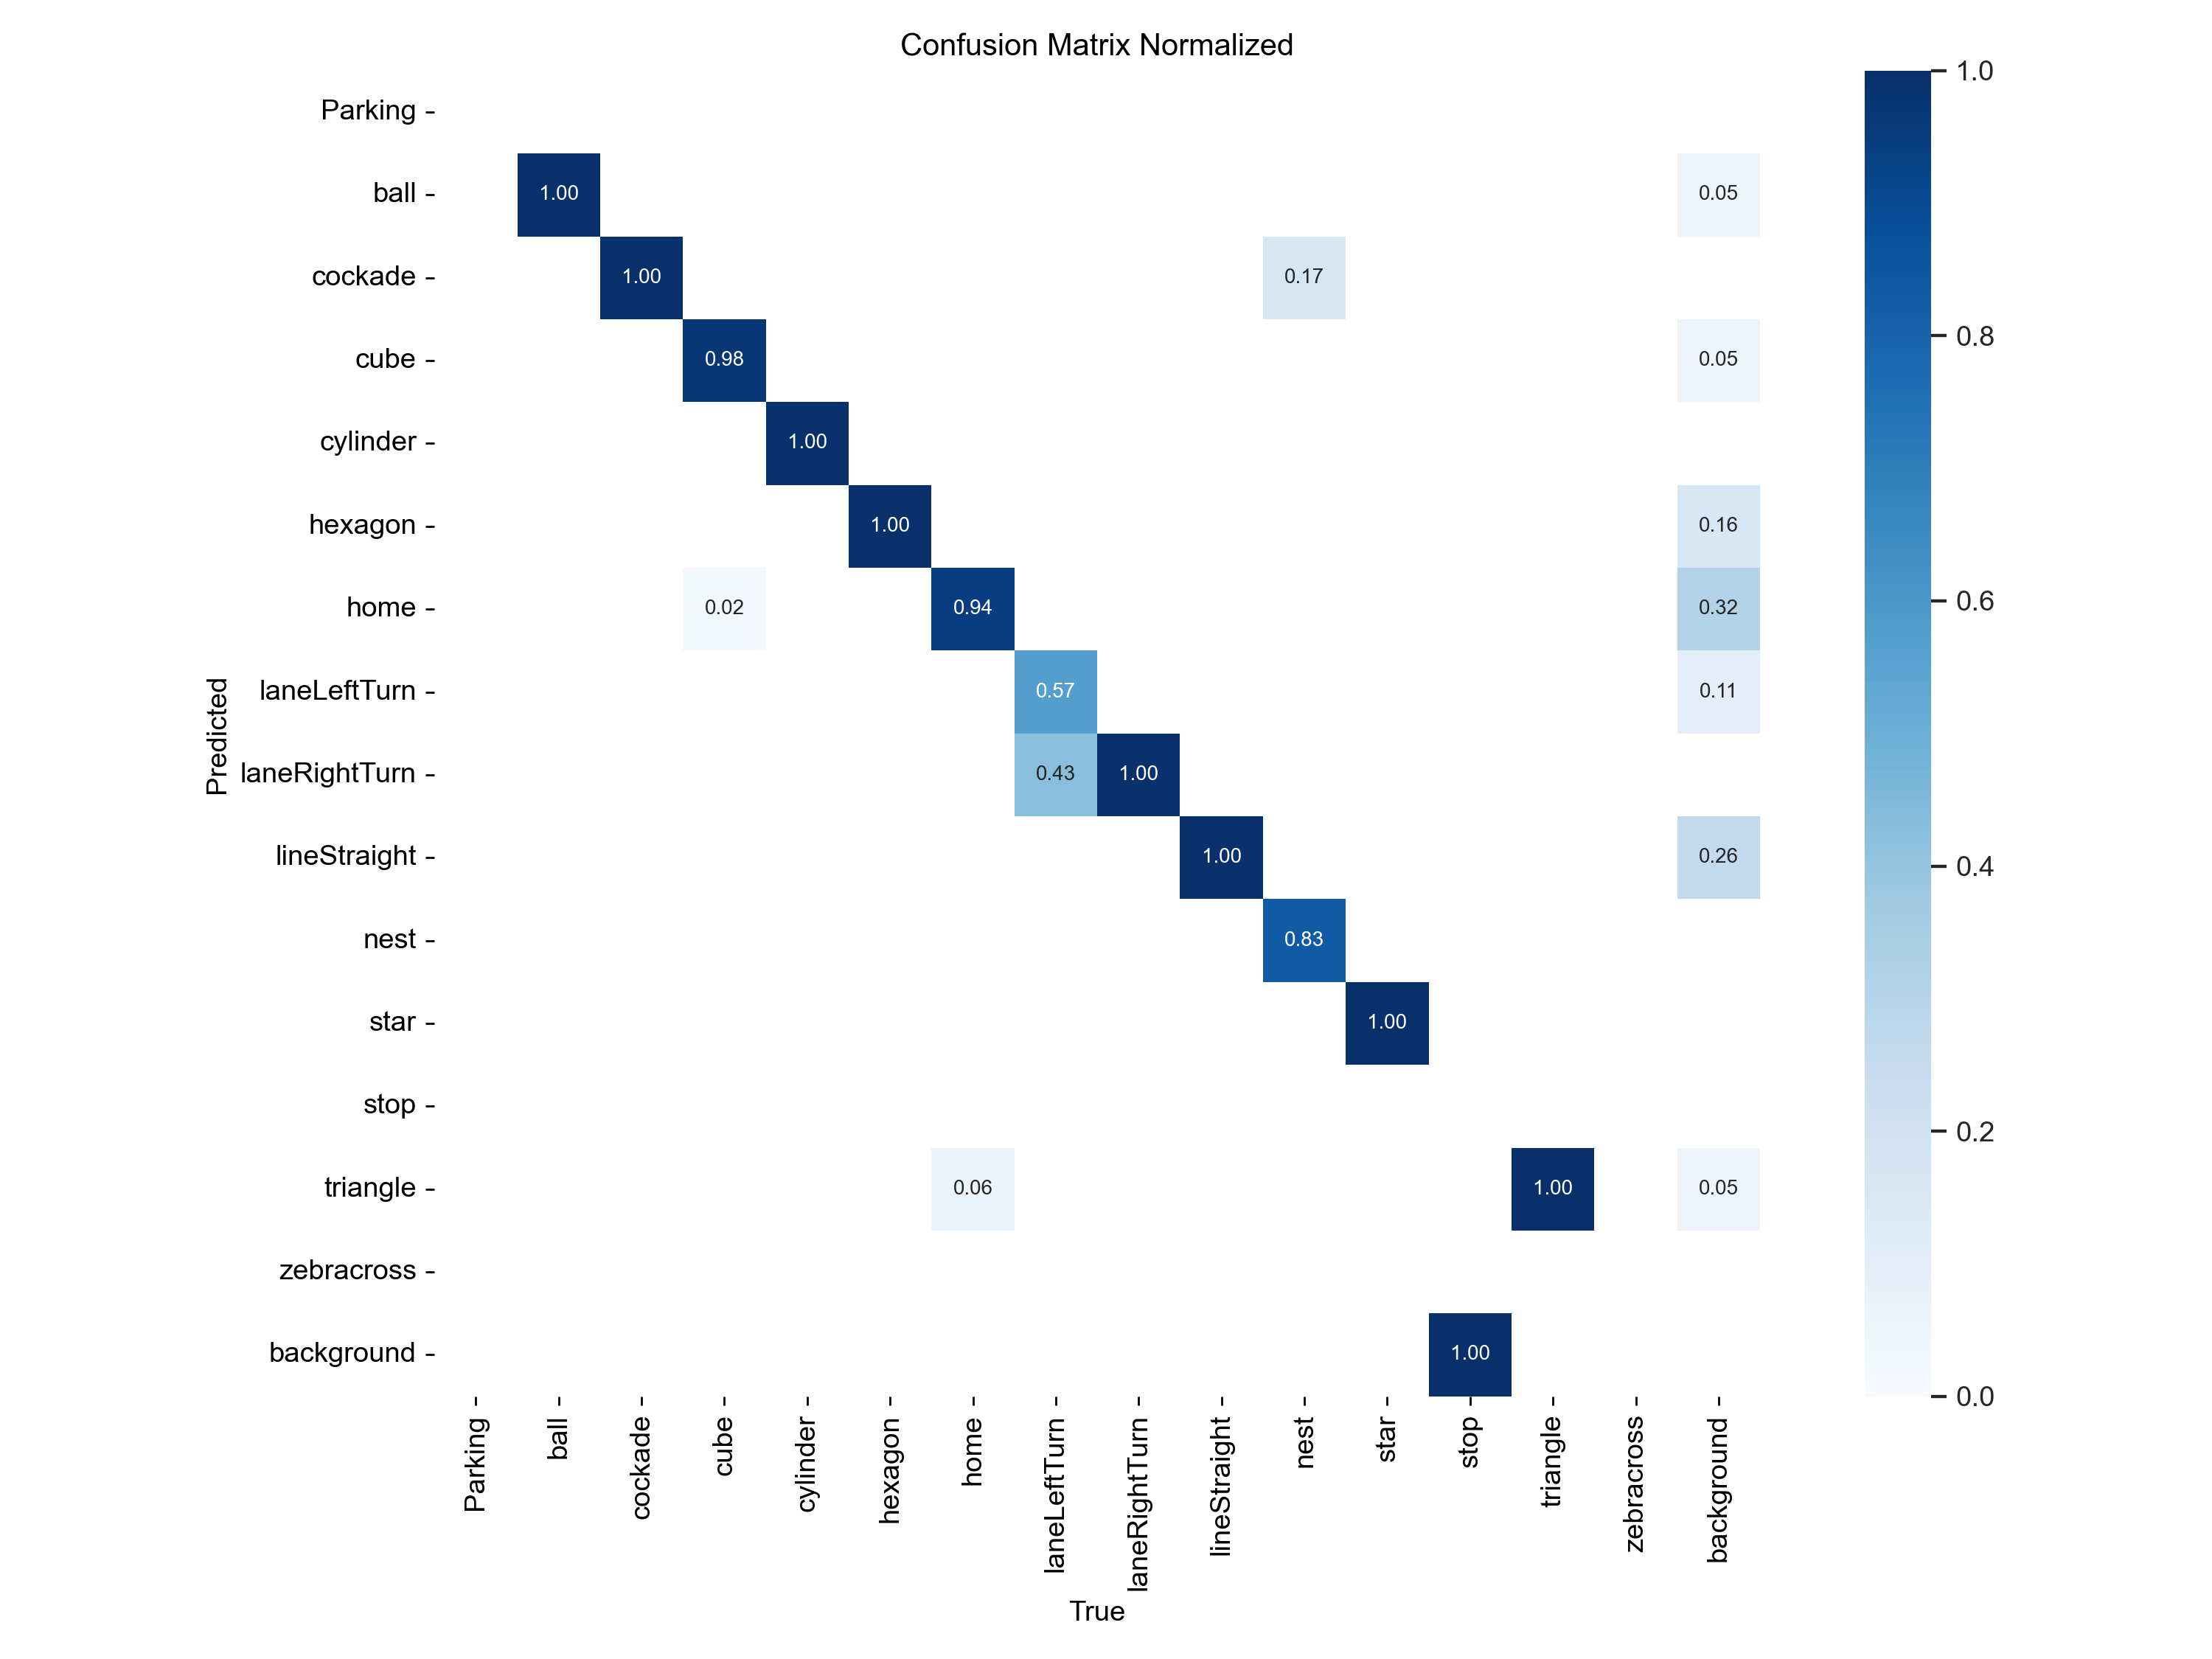 Confusion Matrix Normalized
Parking
ball 1.00 0.05
cockade 1.00 0.17
cube 0.98 0.05
cylinder 1.00
hexagon 1.00 0.16
home 0.02 0.94 0.32
laneLeftTurn 0.57 0.11
laneRightTurn 0.43 1.00
lineStraight 1.00 0.26
nest 0.83
star 1.00
stop
triangle 0.06 1.00 0.05
zebracross
background 1.00
Predicted
Parking
ball
cockade
cube
cylinder
hexagon
home
laneLeftTurn
laneRightTurn
lineStraight
nest
star
stop
triangle
zebracross
background
True
1.0
0.8
0.6
0.4
0.2
0.0